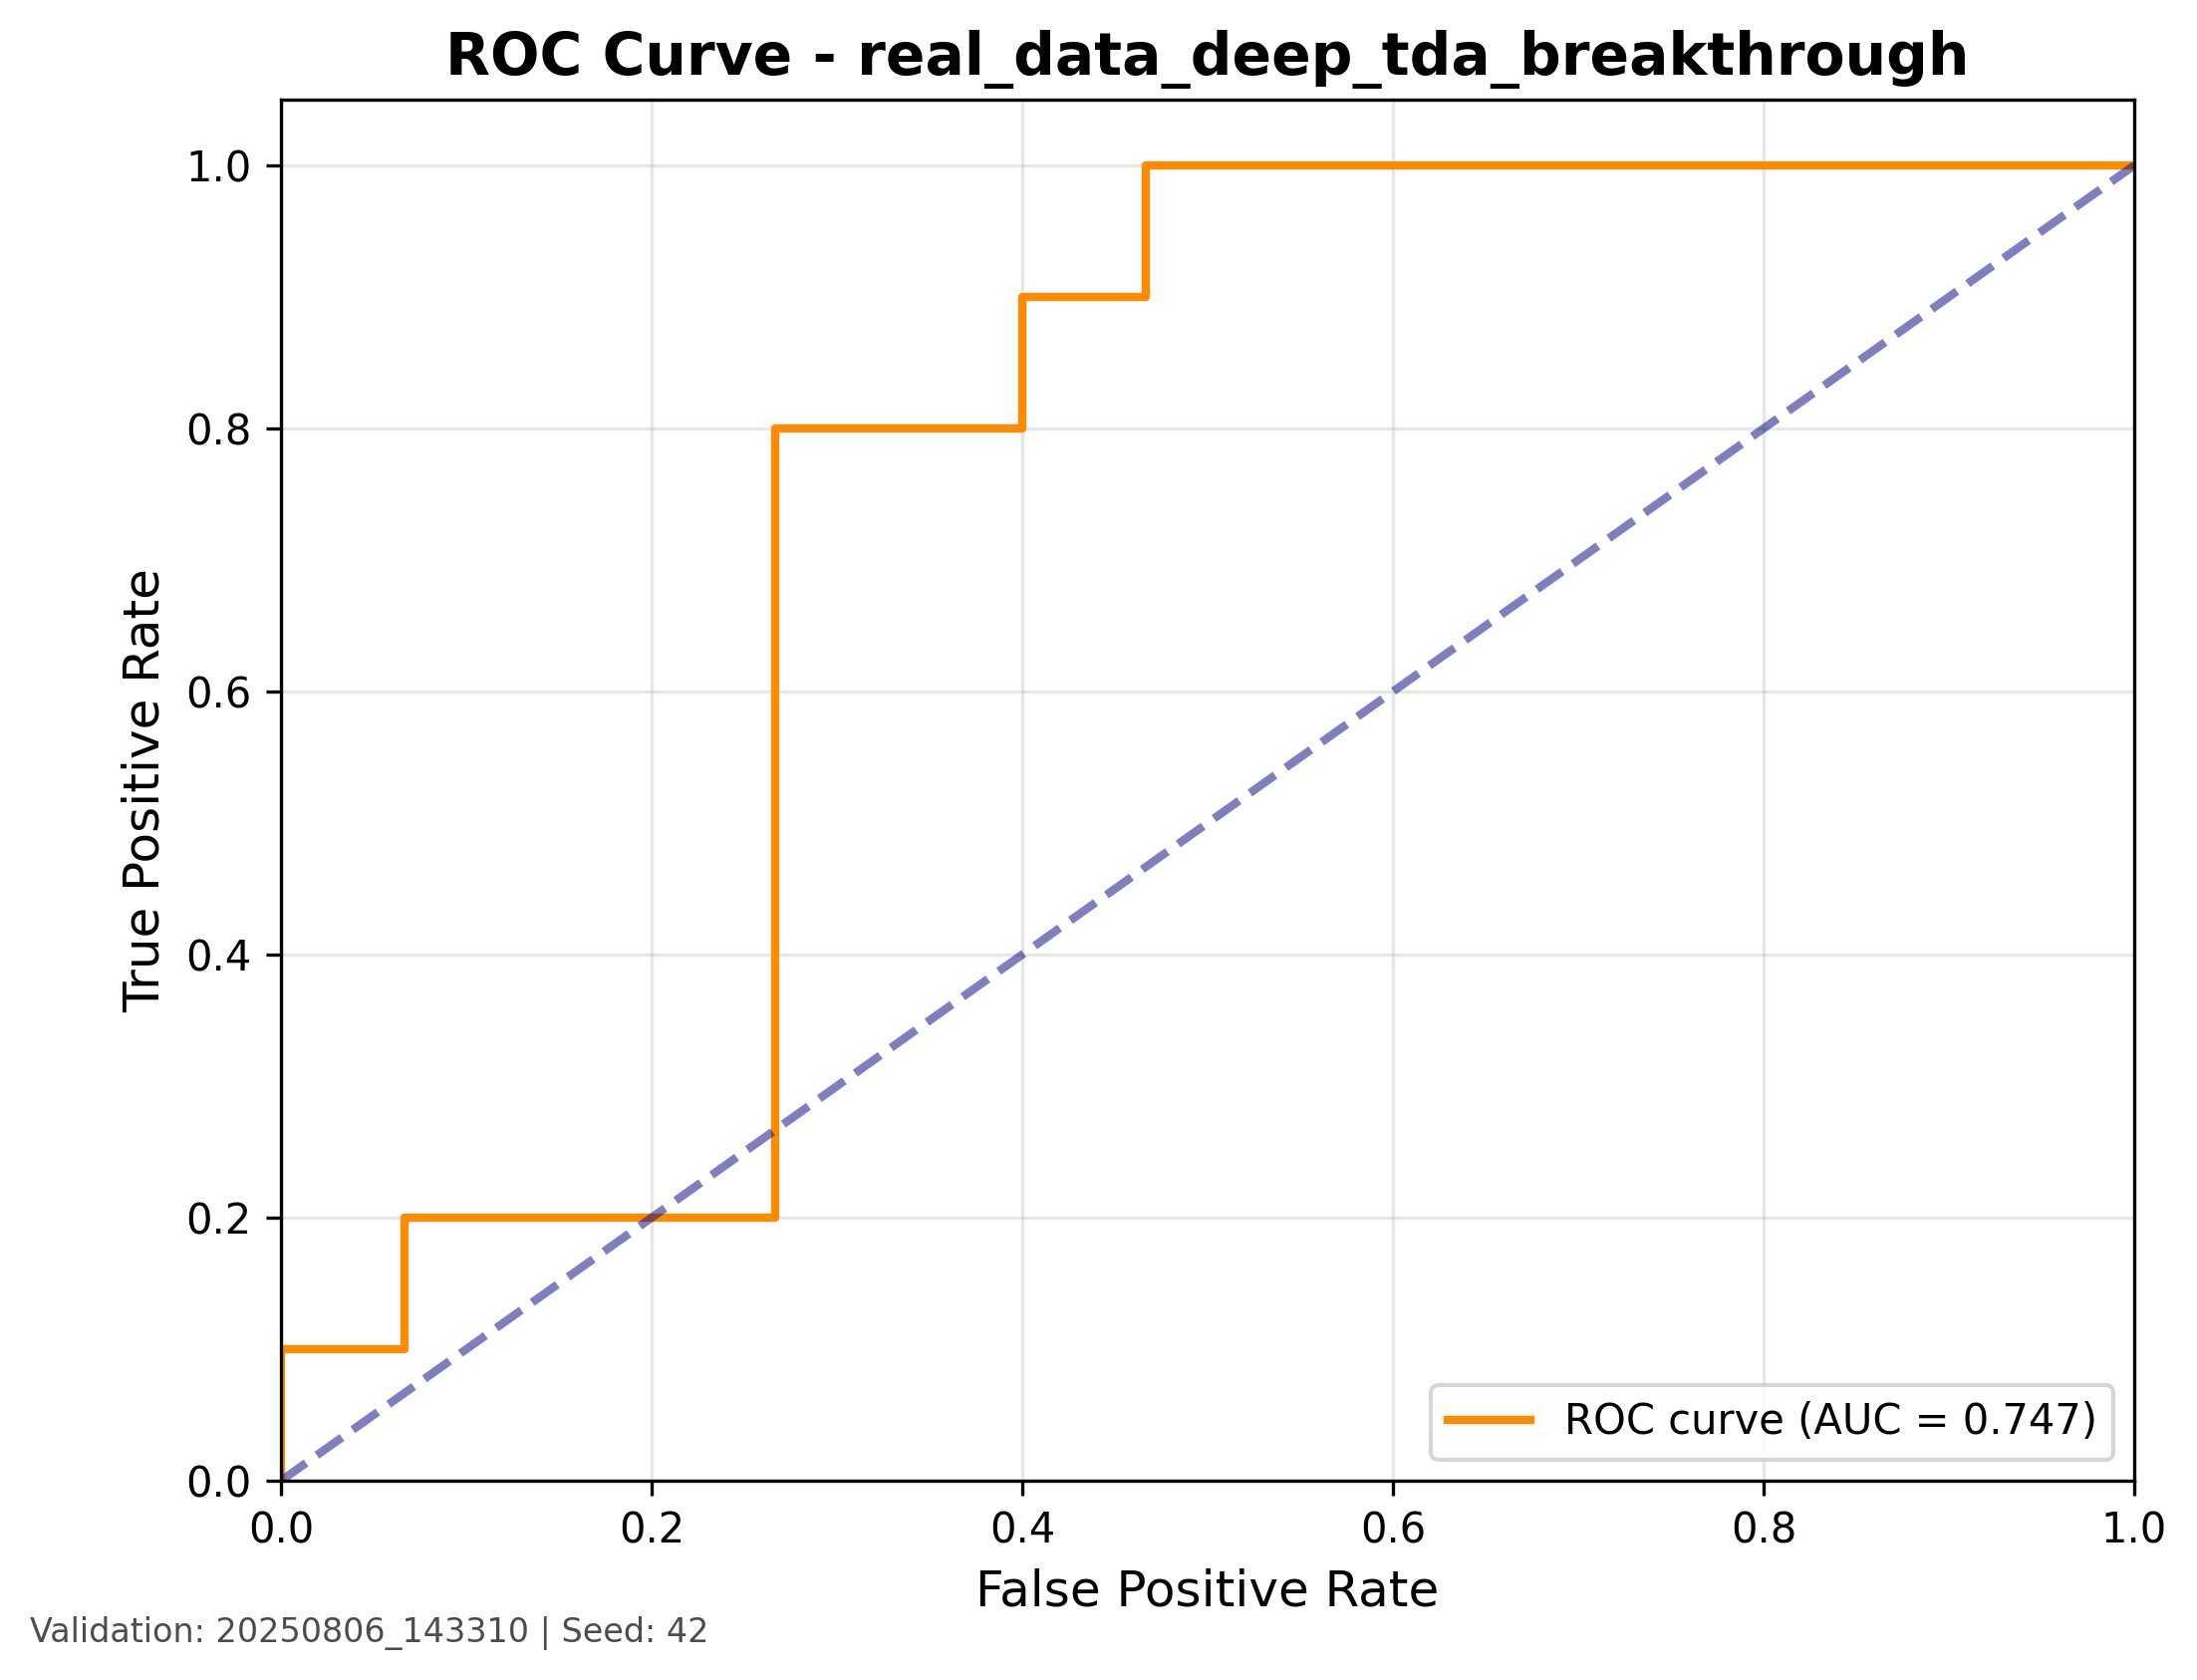 ROC Curve - real_data_deep_tda_breakthrough
True Positive Rate
1.0
0.8
0.6
0.4
0.2
0.0
0.0 0.2 0.4 0.6 0.8 1.0
False Positive Rate
ROC curve (AUC = 0.747)
Validation: 20250806_143310 | Seed: 42